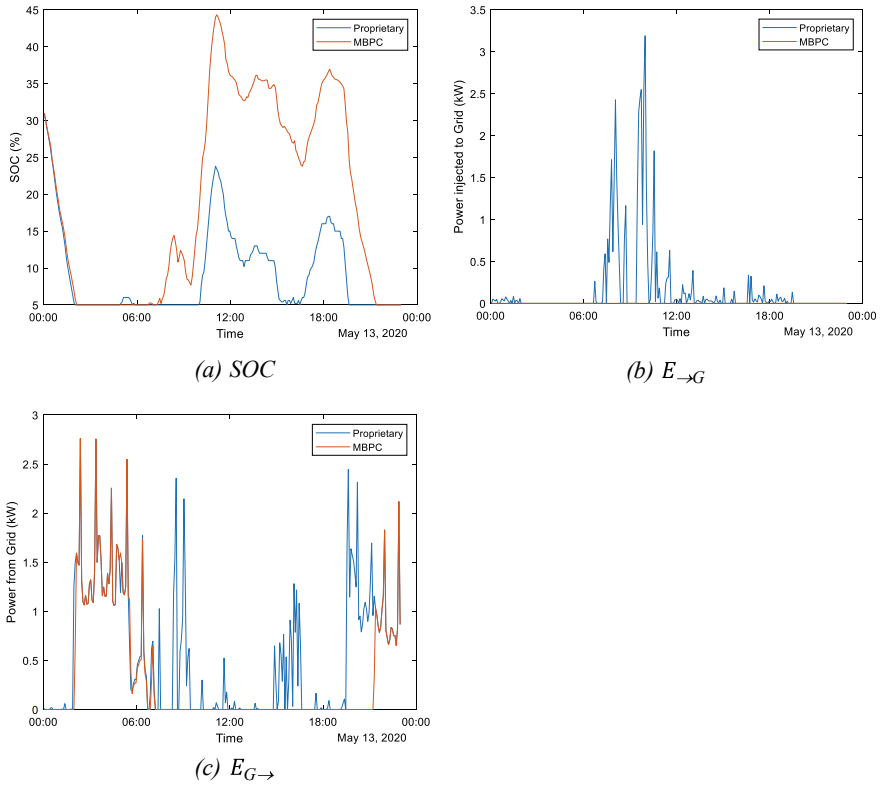 45
40
35
30
25
20
15
10
5
SOC (%)
Proprietary
MBPC
00:00 06:00 12:00 18:00 00:00
Time
May 13, 2020
(a) SOC
3.5
3
2.5
2
1.5
1
0.5
0
Power injected to Grid (kW)
Proprietary
MBPC
00:00 06:00 12:00 18:00 00:00
Time
May 13, 2020
(b) E→G
3
2.5
2
1.5
1
0.5
0
Power from Grid (kW)
Proprietary
MBPC
00:00 06:00 12:00 18:00 00:00
Time
May 13, 2020
(c) EG→